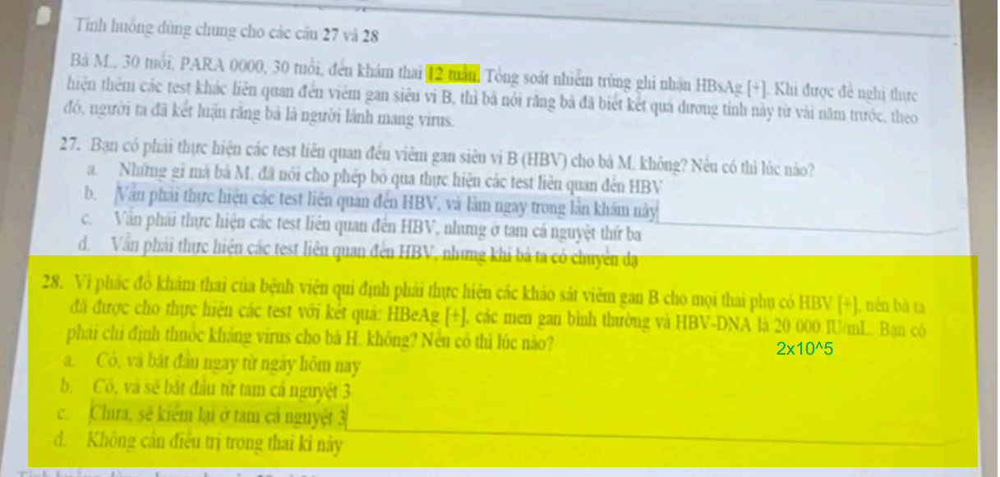 Tình huống dùng chung cho các câu 27 và 28
Bà M., 30 tuổi, PARA 0000, 30 tuổi, đến khám thai 12 tuần. Tổng soát nhiễm trùng ghi nhận HBsAg [+]. Khi được đề nghị thực
hiện thêm các test khác liên quan đến viêm gan siêu vi B, thì bà nói rằng bà đã biết kết quả dương tính này từ vài năm trước, theo
đó, người ta đã kết luận rằng bà là người lành mang virus.
27. Bạn có phải thực hiện các test liên quan đến viêm gan siêu vi B (HBV) cho bà M. không? Nếu có thì lúc nào?
a. Những gì mà bà M. đã nói cho phép bỏ qua thực hiện các test liên quan đến HBV
b. Vẫn phải thực hiện các test liên quan đến HBV, và làm ngay trong lần khám này
c. Vẫn phải thực hiện các test liên quan đến HBV, nhưng ở tam cá nguyệt thứ ba
d. Vẫn phải thực hiện các test liên quan đến HBV, nhưng khi bà ta có chuyển dạ
28. Vì phác đồ khám thai của bệnh viện qui định phải thực hiện các khảo sát viêm gan B cho mọi thai phụ có HBV [+], nên bà ta
đã được cho thực hiện các test với kết quả: HBeAg [+], các men gan bình thường và HBV-DNA là 20 000 IU/mL. Bạn có
phải chỉ định thuốc kháng virus cho bà H. không? Nếu có thì lúc nào?
2x10^5
a. Có, và bắt đầu ngay từ ngày hôm nay
b. Có, và sẽ bắt đầu từ tam cá nguyệt 3
c. Chưa, sẽ kiểm lại ở tam cá nguyệt 3
d. Không cần điều trị trong thai kì này